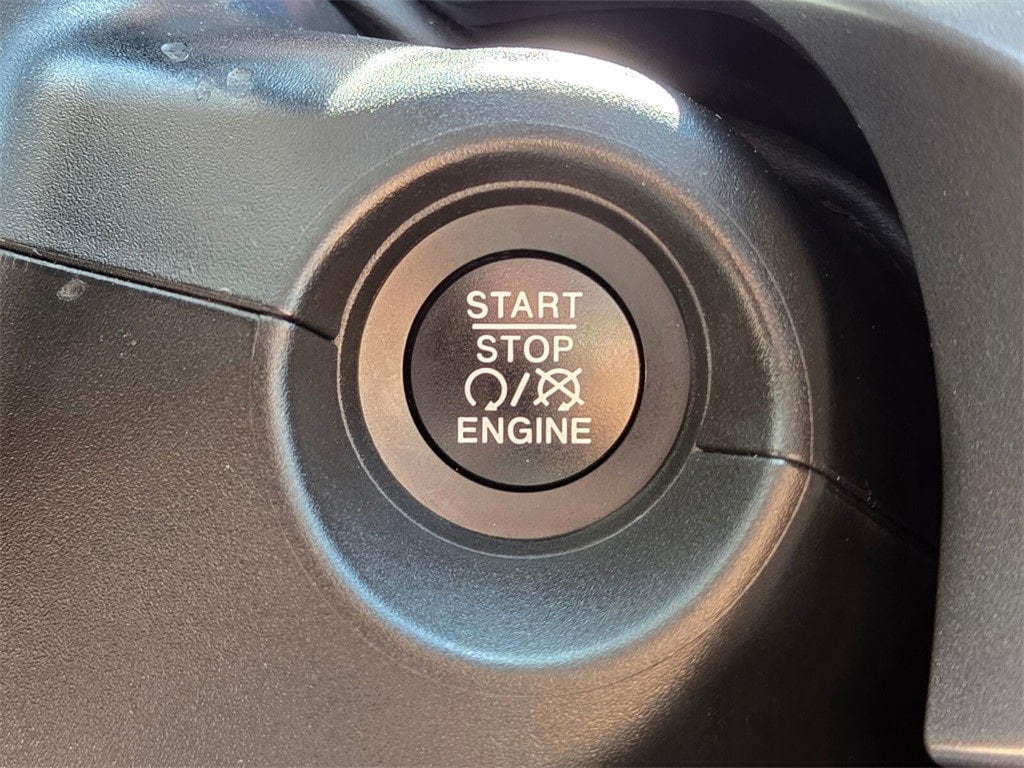 START
STOP
/
ENGINE